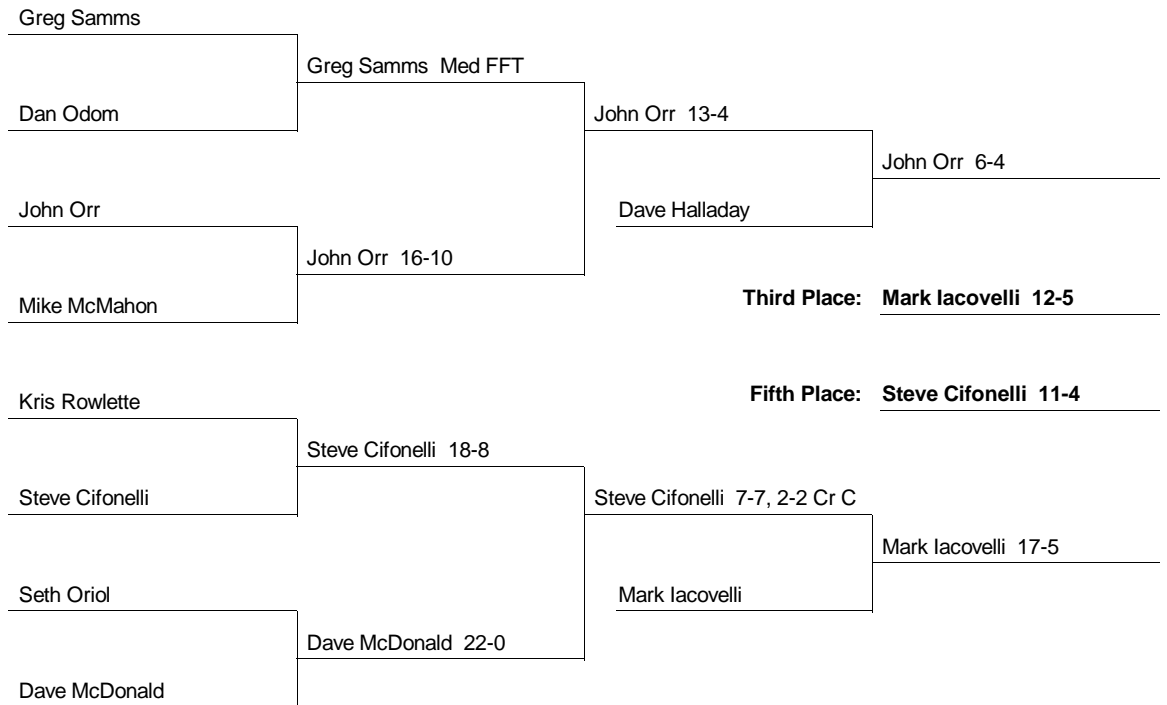 Greg Samms
Greg Samms Med FFT
Dan Odom
John Orr 13-4
John Orr 6-4
John Orr
Dave Halladay
John Orr 16-10
Mike McMahon
Third Place: Mark Iacovelli 12-5
Kris Rowlette
Fifth Place: Steve Cifonelli 11-4
Steve Cifonelli 18-8
Steve Cifonelli
Steve Cifonelli 7-7, 2-2 Cr C
Mark Iacovelli 17-5
Seth Oriol
Mark Iacovelli
Dave McDonald 22-0
Dave McDonald